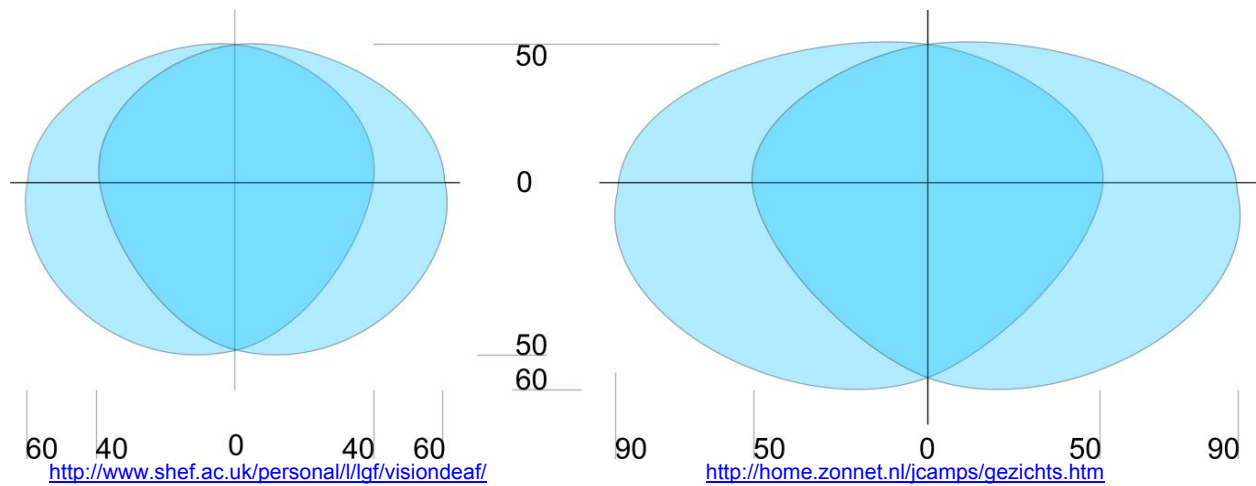 50
0
50
60
60 40 0 40 60
90 50 0 50 90
http://www.shef.ac.uk/personal/l/lgf/visiondeaf/
http://home.zonnet.nl/jcamps/gezichts.htm